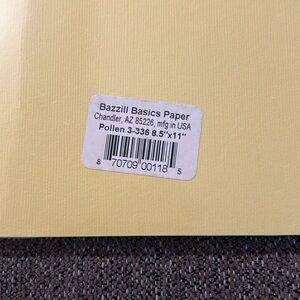 Bazzill Basics Paper
Chandler, AZ 85226, mfg in USA
Pollen 3-336 8.5"x11"
8 70709 00118 5